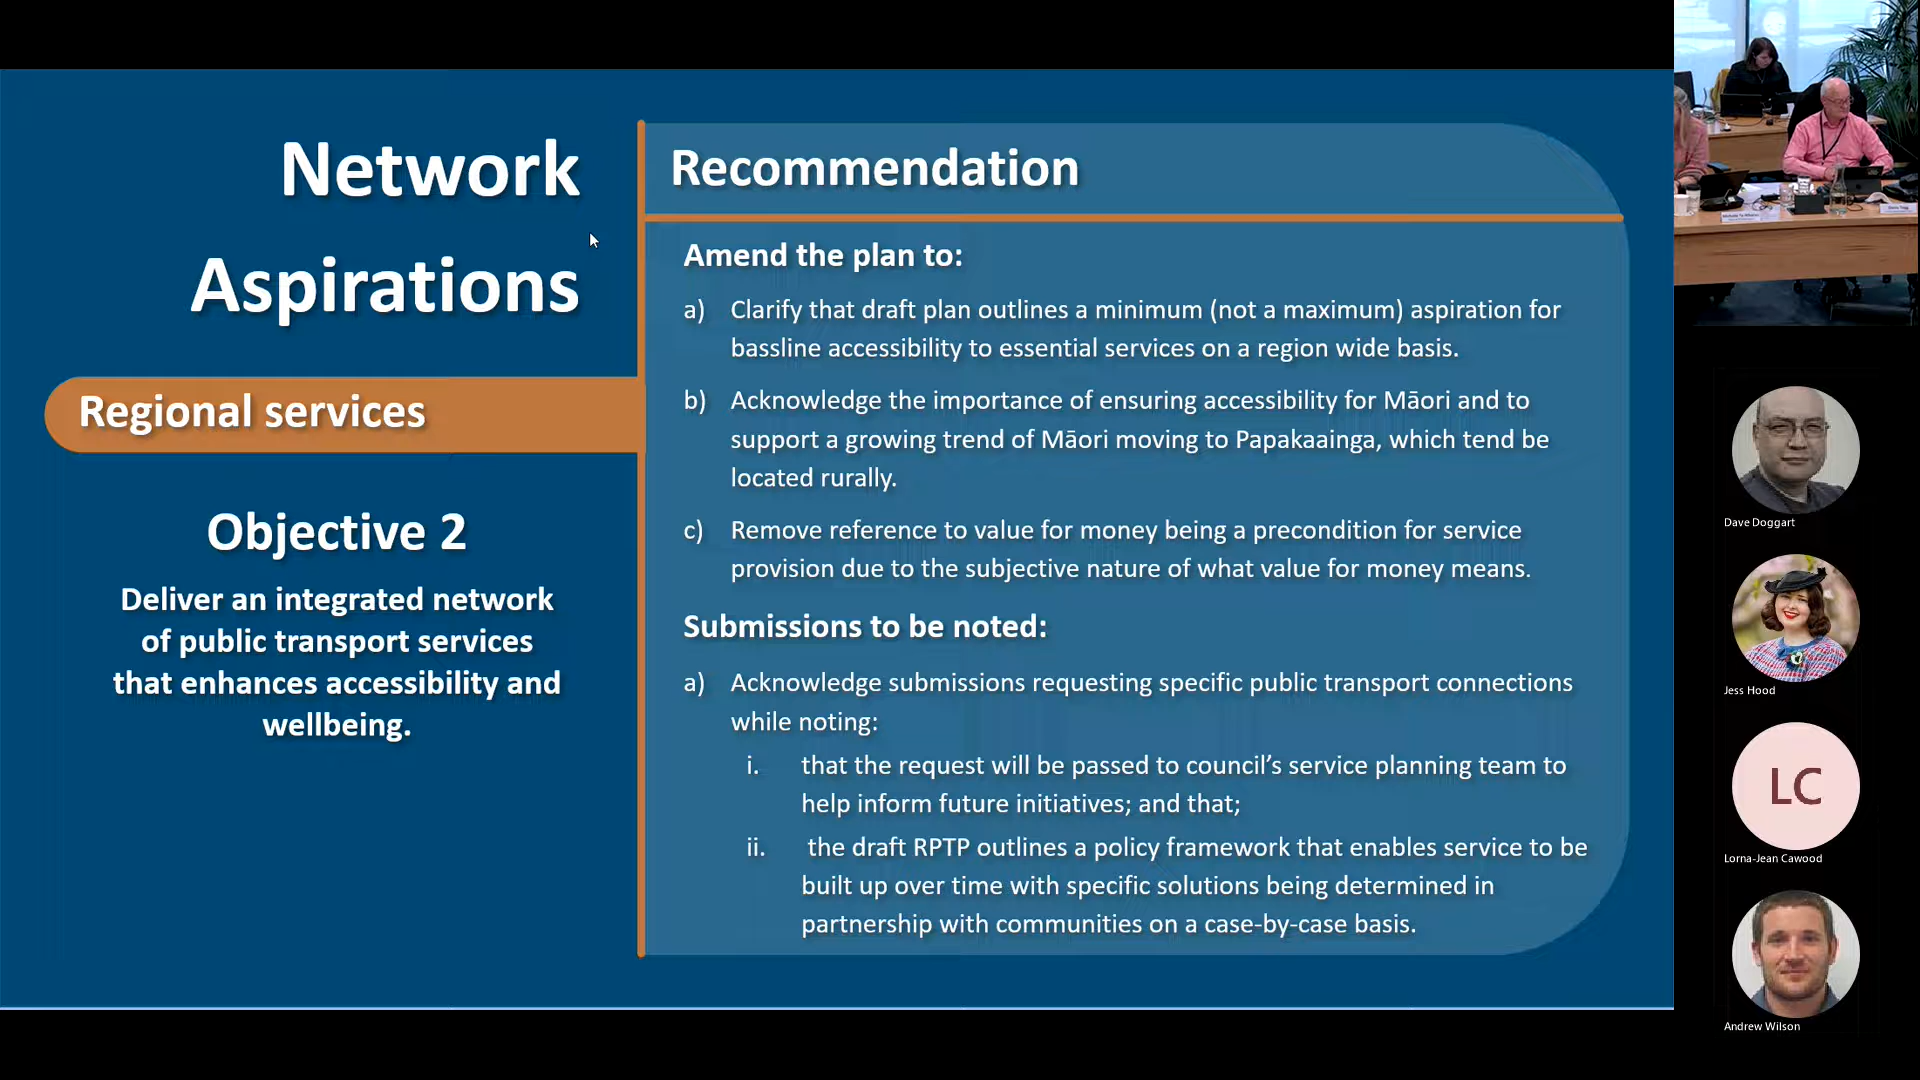 Network
Aspirations
Regional services
Objective 2
Deliver an integrated network
of public transport services
that enhances accessibility and
wellbeing.
Recommendation
Amend the plan to:
a) Clarify that draft plan outlines a minimum (not a maximum) aspiration for
bassline accessibility to essential services on a region wide basis.
b) Acknowledge the importance of ensuring accessibility for Māori and to
support a growing trend of Māori moving to Papakaainga, which tend be
located rurally.
c) Remove reference to value for money being a precondition for service
provision due to the subjective nature of what value for money means.
Submissions to be noted:
a) Acknowledge submissions requesting specific public transport connections
while noting:
i. that the request will be passed to council’s service planning team to
help inform future initiatives; and that;
ii. the draft RPTP outlines a policy framework that enables service to be
built up over time with specific solutions being determined in
partnership with communities on a case-by-case basis.
Dave Doggart
Jess Hood
LC
Lorna-Jean Cawood
Andrew Wilson